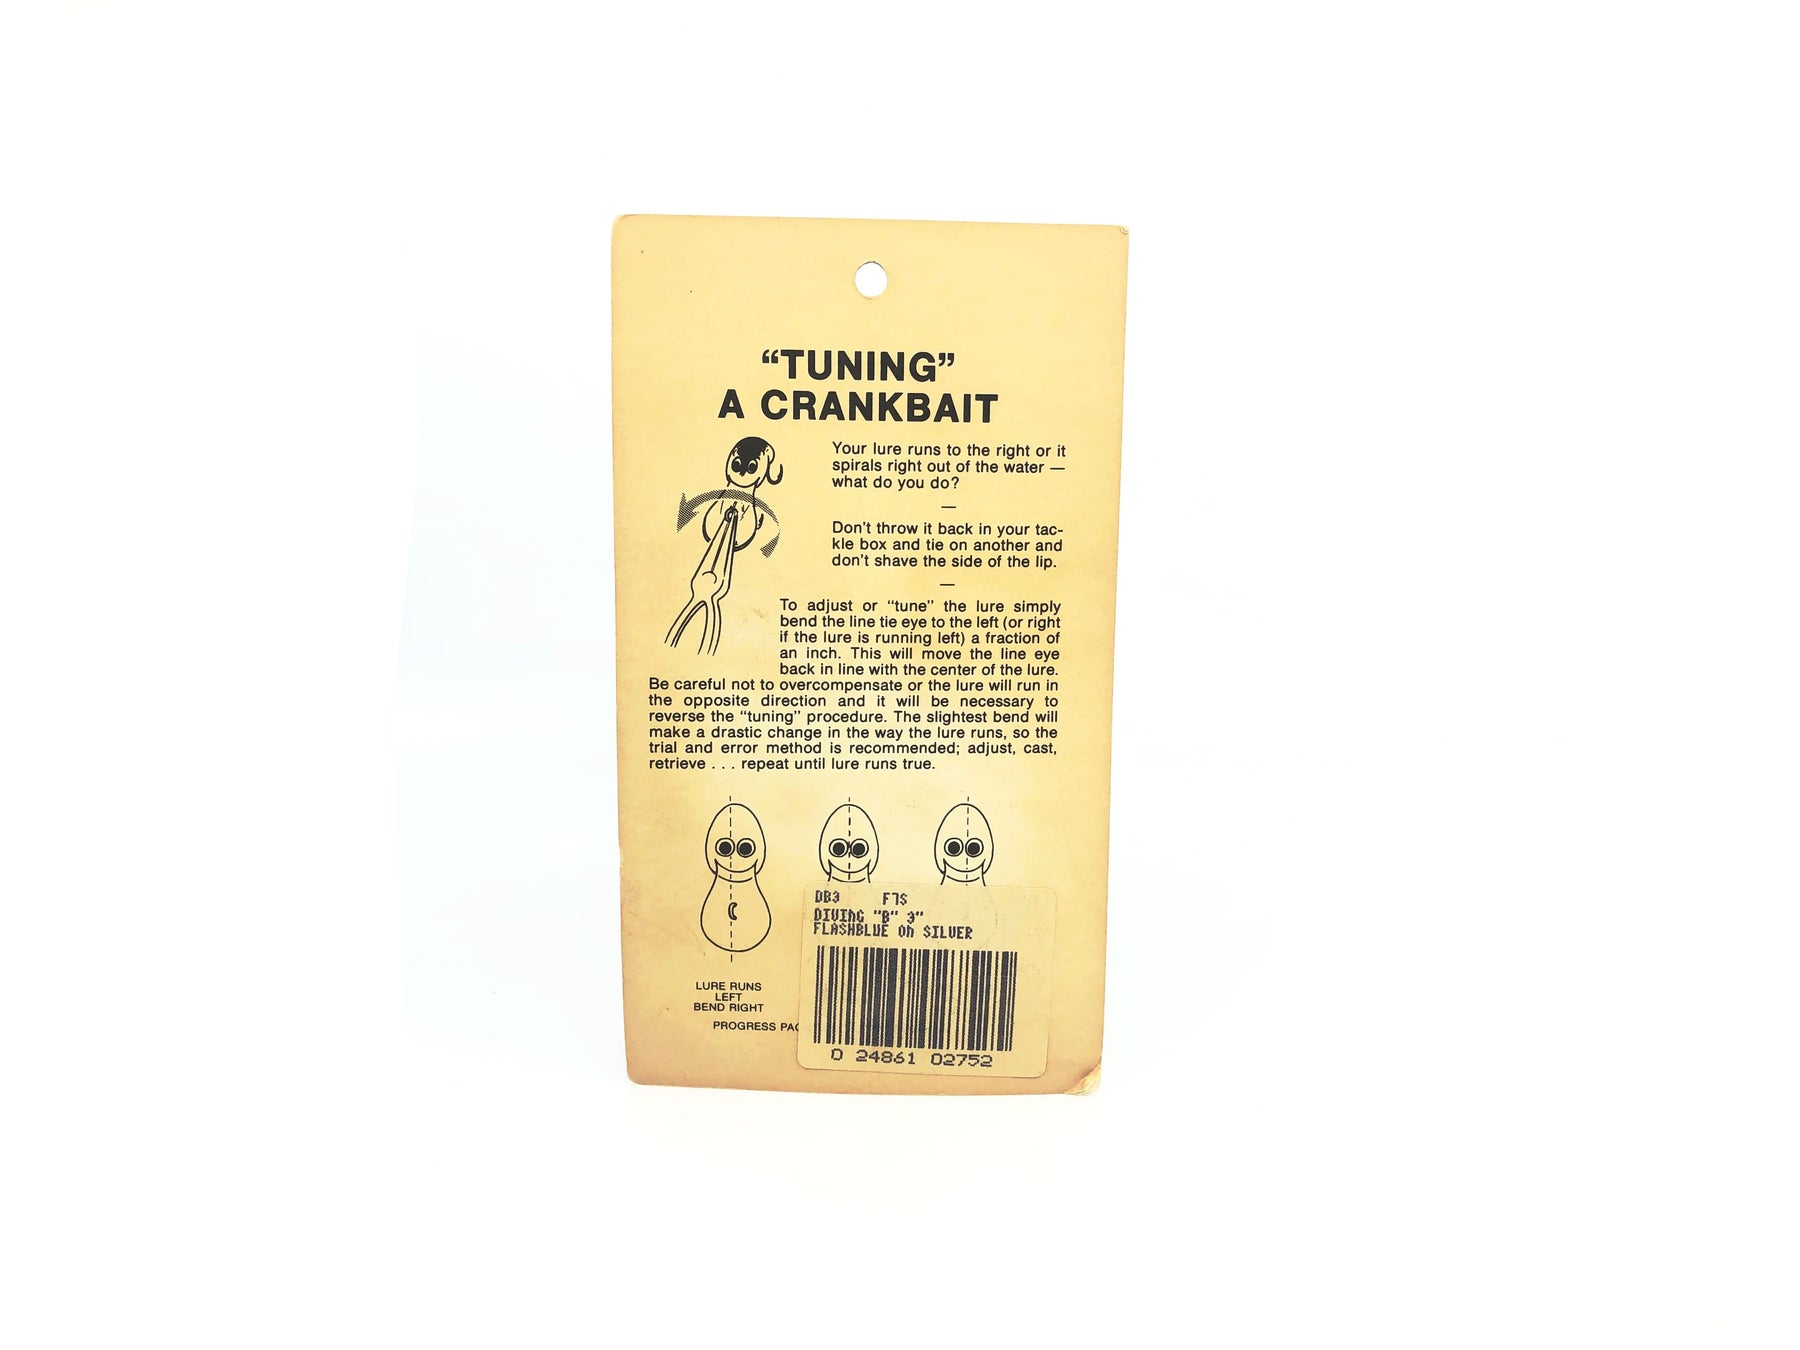 “TUNING”
A CRANKBAIT
Your lure runs to the right or it
spirals right out of the water —
what do you do?
—
Don't throw it back in your tac-
kle box and tie on another and
don't shave the side of the lip.
—
To adjust or “tune” the lure simply
bend the line tie eye to the left (or right
if the lure is running left) a fraction of
an inch. This will move the line eye
back in line with the center of the lure.
Be careful not to overcompensate or the lure will run in
the opposite direction and it will be necessary to
reverse the “tuning” procedure. The slightest bend will
make a drastic change in the way the lure runs, so the
trial and error method is recommended; adjust, cast,
retrieve . . . repeat until lure runs true.
LURE RUNS
LEFT
BEND RIGHT
PROGRESS
DB3 F7S
DIVING "B" 3"
FLASHBLUE ON SILVER
0 24861 02752